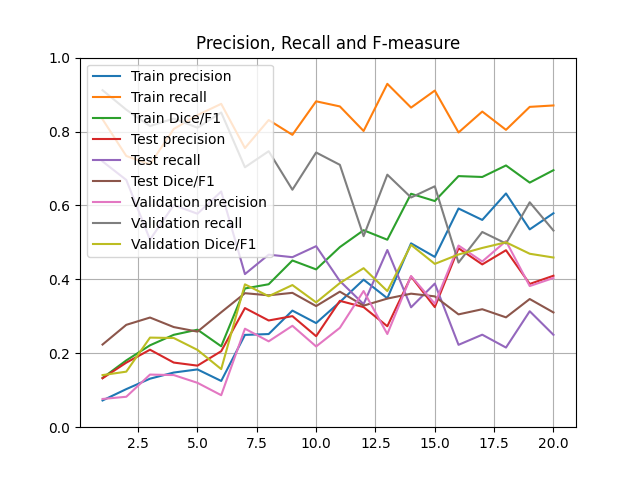 Precision, Recall and F-measure
1.0
0.8
0.6
0.4
0.2
0.0
Train precision
Train recall
Train Dice/F1
Test precision
Test recall
Test Dice/F1
Validation precision
Validation recall
Validation Dice/F1
2.5 5.0 7.5 10.0 12.5 15.0 17.5 20.0